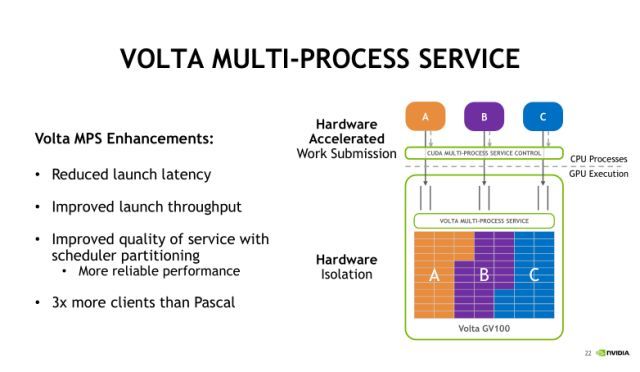 VOLTA MULTI-PROCESS SERVICE
Volta MPS Enhancements:
• Reduced launch latency
• Improved launch throughput
• Improved quality of service with
scheduler partitioning
• More reliable performance
• 3x more clients than Pascal
Hardware
Accelerated
Work Submission
Hardware
Isolation
A B C
CUDA MULTI-PROCESS SERVICE CONTROL
CPU Processes
GPU Execution
VOLTA MULTI-PROCESS SERVICE
A B C
Volta GV100
22 NVIDIA